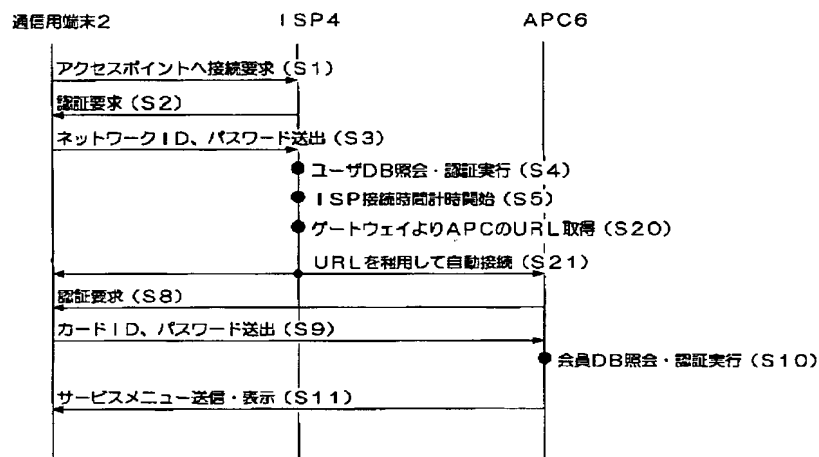 通信用端末2
ISP4
APC6
アクセスポイントへ接続要求(S1)
認証要求(S2)
ネットワークID、パスワード送出(S3)
ユーザDB照会・認証実行(S4)
ISP接続時間計時開始(S5)
ゲートウェイよりAPCのURL取得(S20)
URLを利用して自動接続(S21)
認証要求(S8)
カードID、パスワード送出(S9)
会員DB照会・認証実行(S10)
サービスメニュー送信・表示(S11)